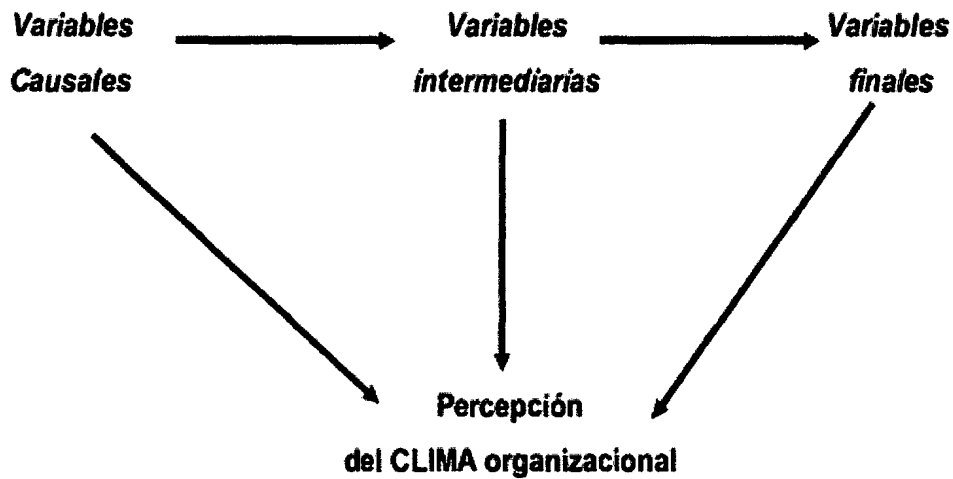 Variables
Causales
Variables
intermediarias
Variables
finales
Percepción
del CLIMA organizacional